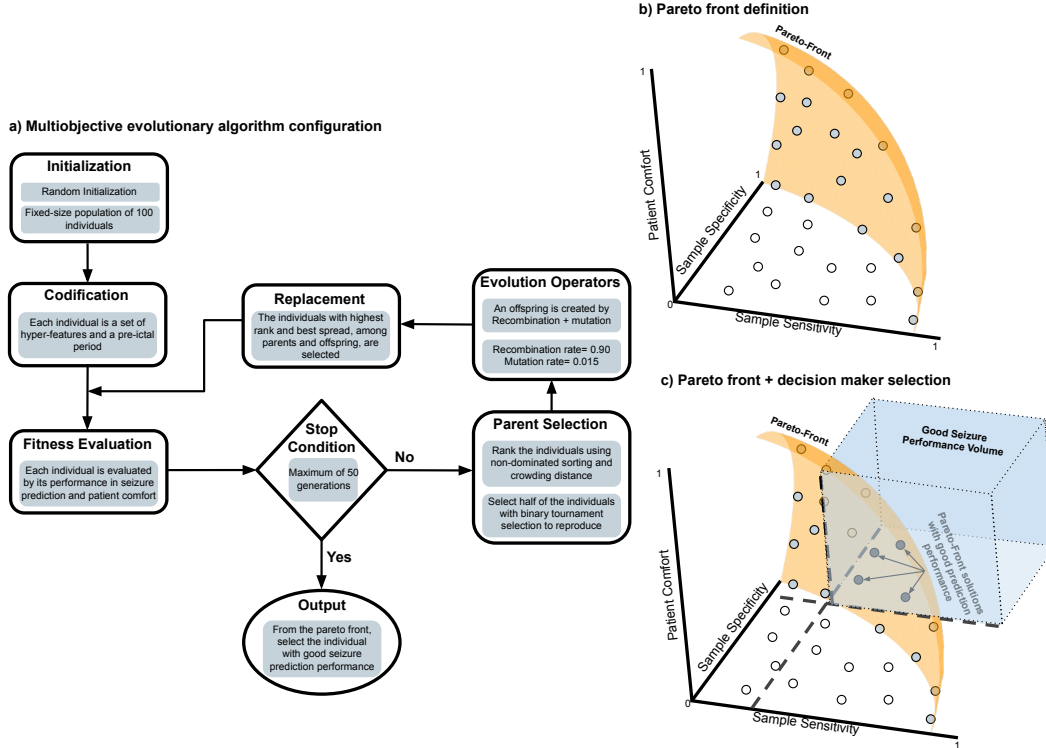 a) Multiobjective evolutionary algorithm configuration
Initialization
Random Initialization
Fixed-size population of 100
individuals
Codification
Each individual is a set of
hyper-features and a pre-ictal
period
Fitness Evaluation
Each individual is evaluated
by its performance in seizure
prediction and patient comfort
Stop
Condition
Maximum of 50
generations
No
Yes
Output
From the pareto front,
select the individual
with good seizure
prediction performance
Parent Selection
Rank the individuals using
non-dominated sorting and
crowding distance
Select half of the individuals
with binary tournament
selection to reproduce
Evolution Operators
An offspring is created by
Recombination + mutation
Recombination rate= 0.90
Mutation rate= 0.015
Replacement
The individuals with highest
rank and best spread, among
parents and offspring, are
selected
b) Pareto front definition
Pareto-Front
1
Patient Comfort
1
Sample Specificity
0
Sample Sensitivity
1
c) Pareto front + decision maker selection
Pareto-Front
Good Seizure
Performance Volume
1
Patient Comfort
Pareto-Front solutions
with good prediction
performance
1
Sample Specificity
0
Sample Sensitivity
1